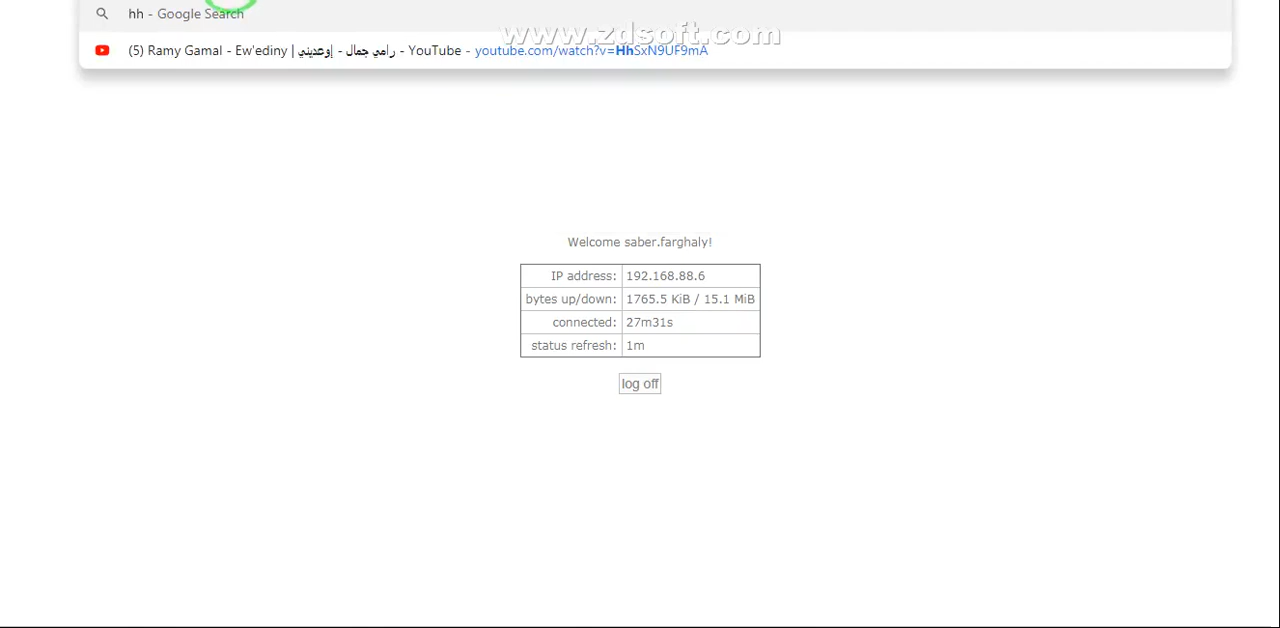 hh - Google Search
www.zdsoft.com
(5) Ramy Gamal - Ew'ediny | رامي جمال - إوعديني - YouTube - youtube.com/watch?v=HhSxN9UF9mA
Welcome saber.farghaly!
IP address: 192.168.88.6
bytes up/down: 1765.5 KiB / 15.1 MiB
connected: 27m31s
status refresh: 1m
log off